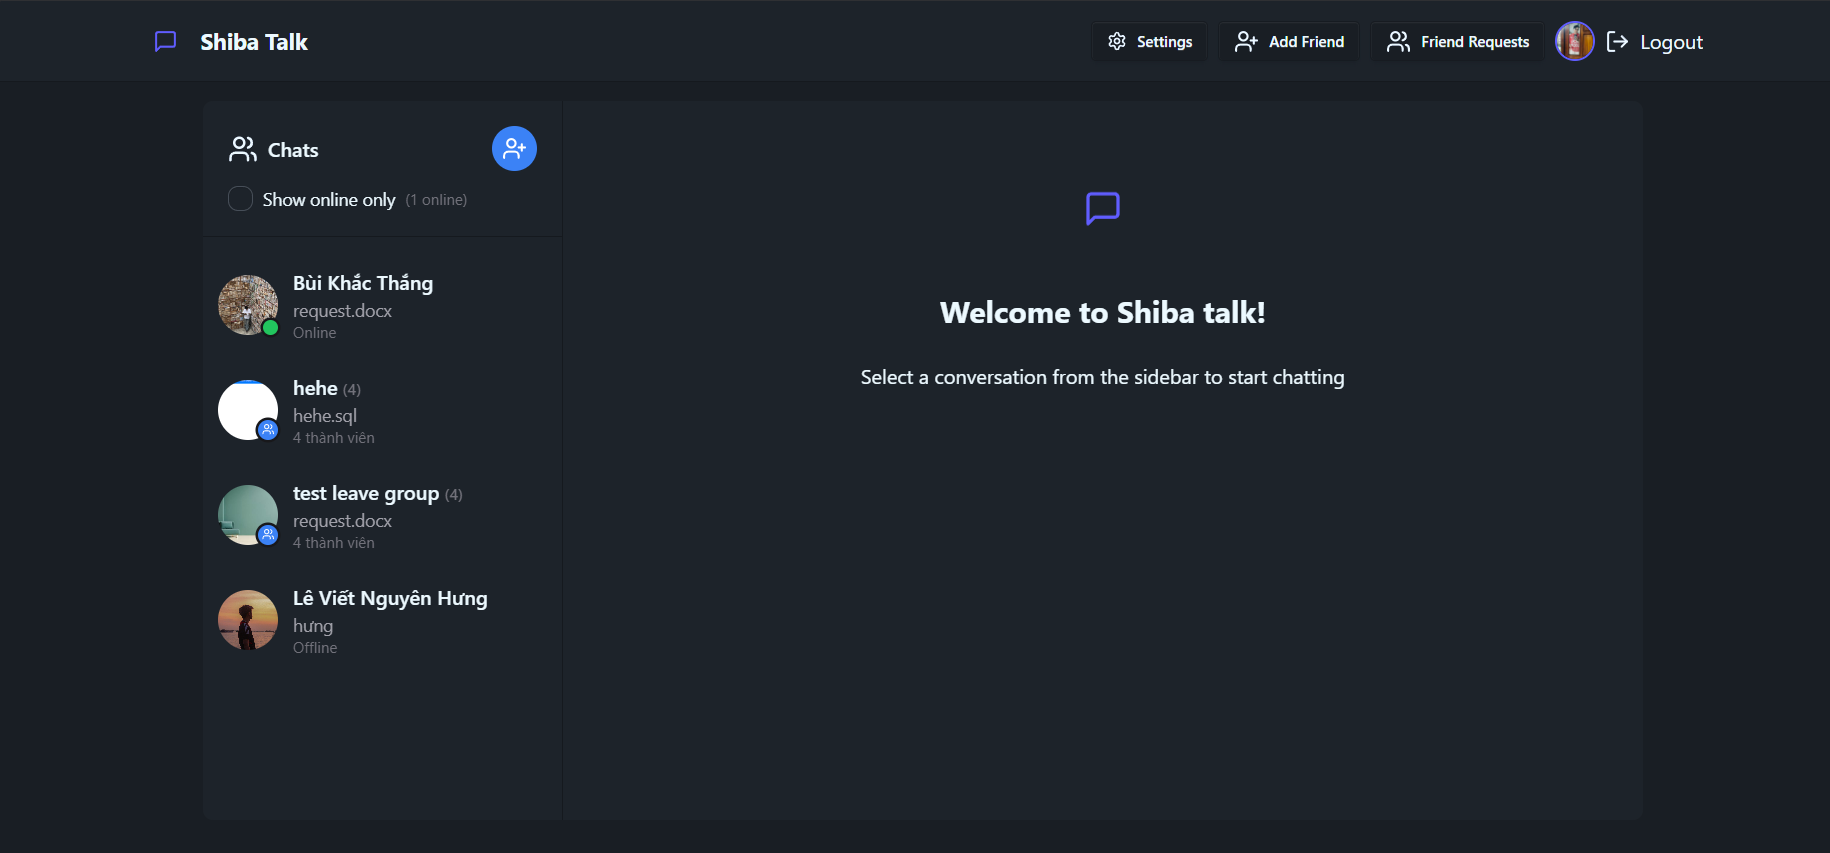 Shiba Talk
Settings
Add Friend
Friend Requests
Logout
Chats
Show online only (1 online)
Bùi Khắc Thắng
request.docx
Online
hehe (4)
hehe.sql
4 thành viên
test leave group (4)
request.docx
4 thành viên
Lê Viết Nguyên Hưng
hưng
Offline
Welcome to Shiba talk!
Select a conversation from the sidebar to start chatting